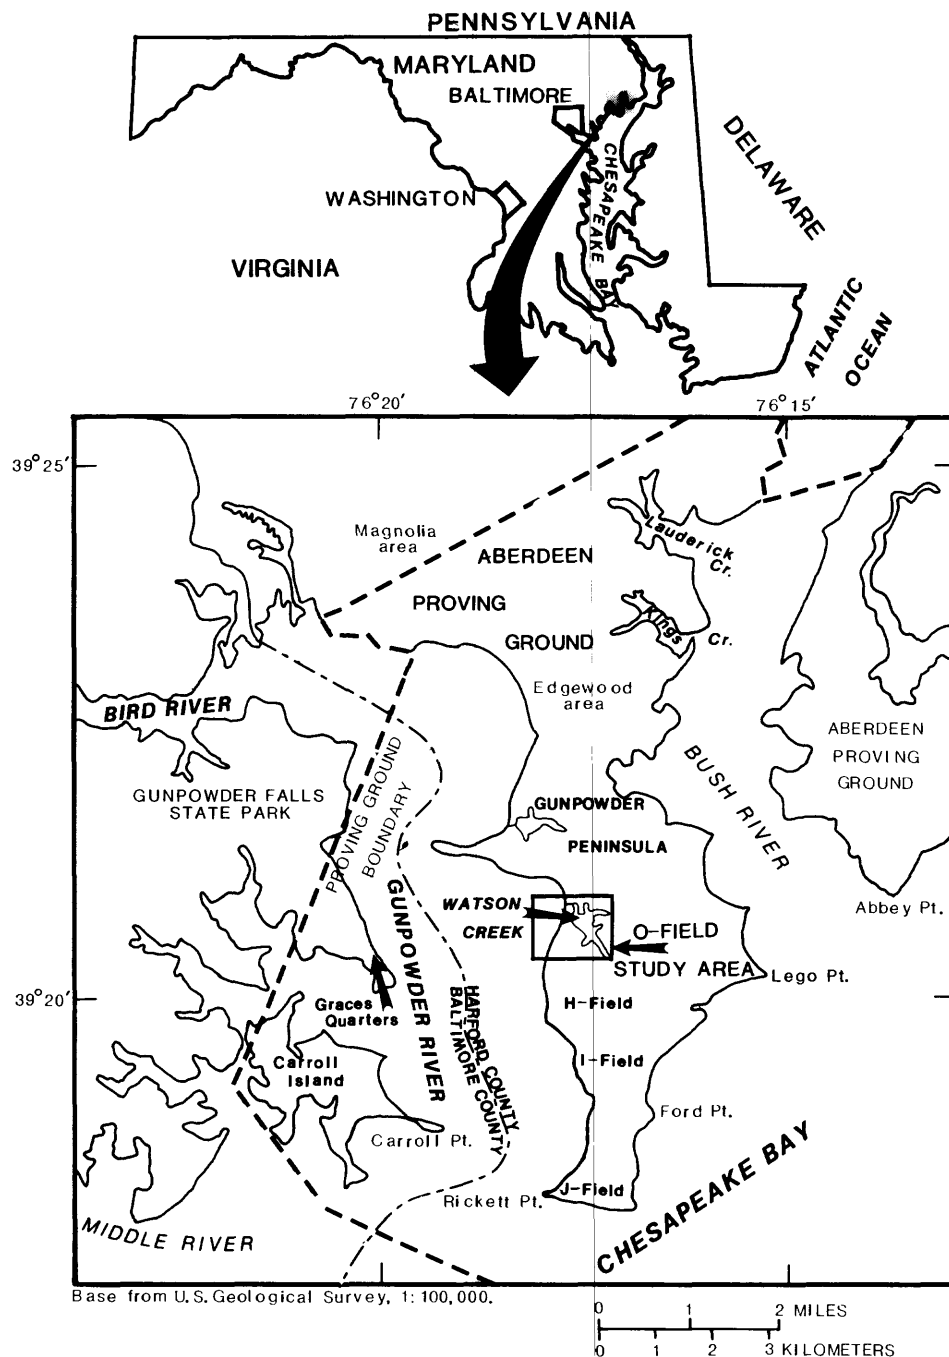 PENNSYLVANIA
MARYLAND
BALTIMORE
DELAWARE
CHESAPEAKE BAY
WASHINGTON
VIRGINIA
ATLANTIC
OCEAN
76°20'
76°15'
39°25'
Magnolia
area
ABERDEEN
PROVING
GROUND
Lauderick
Cr.
Kings
Cr.
Edgewood
area
BIRD RIVER
GUNPOWDER FALLS
STATE PARK
PROVING GROUND
BOUNDARY
BUSH RIVER
ABERDEEN
PROVING
GROUND
GUNPOWDER
PENINSULA
Abbey Pt.
WATSON
CREEK
O-FIELD
STUDY AREA
Lego Pt.
39°20'
GUNPOWDER RIVER
Graces
Quarters
H-Field
HARFORD COUNTY
BALTIMORE COUNTY
Carroll
Island
I-Field
Ford Pt.
Carroll Pt.
J-Field
Rickett Pt.
MIDDLE RIVER
CHESAPEAKE BAY
Base from U.S. Geological Survey, 1:100,000.
0 1 2 MILES
0 1 2 3 KILOMETERS